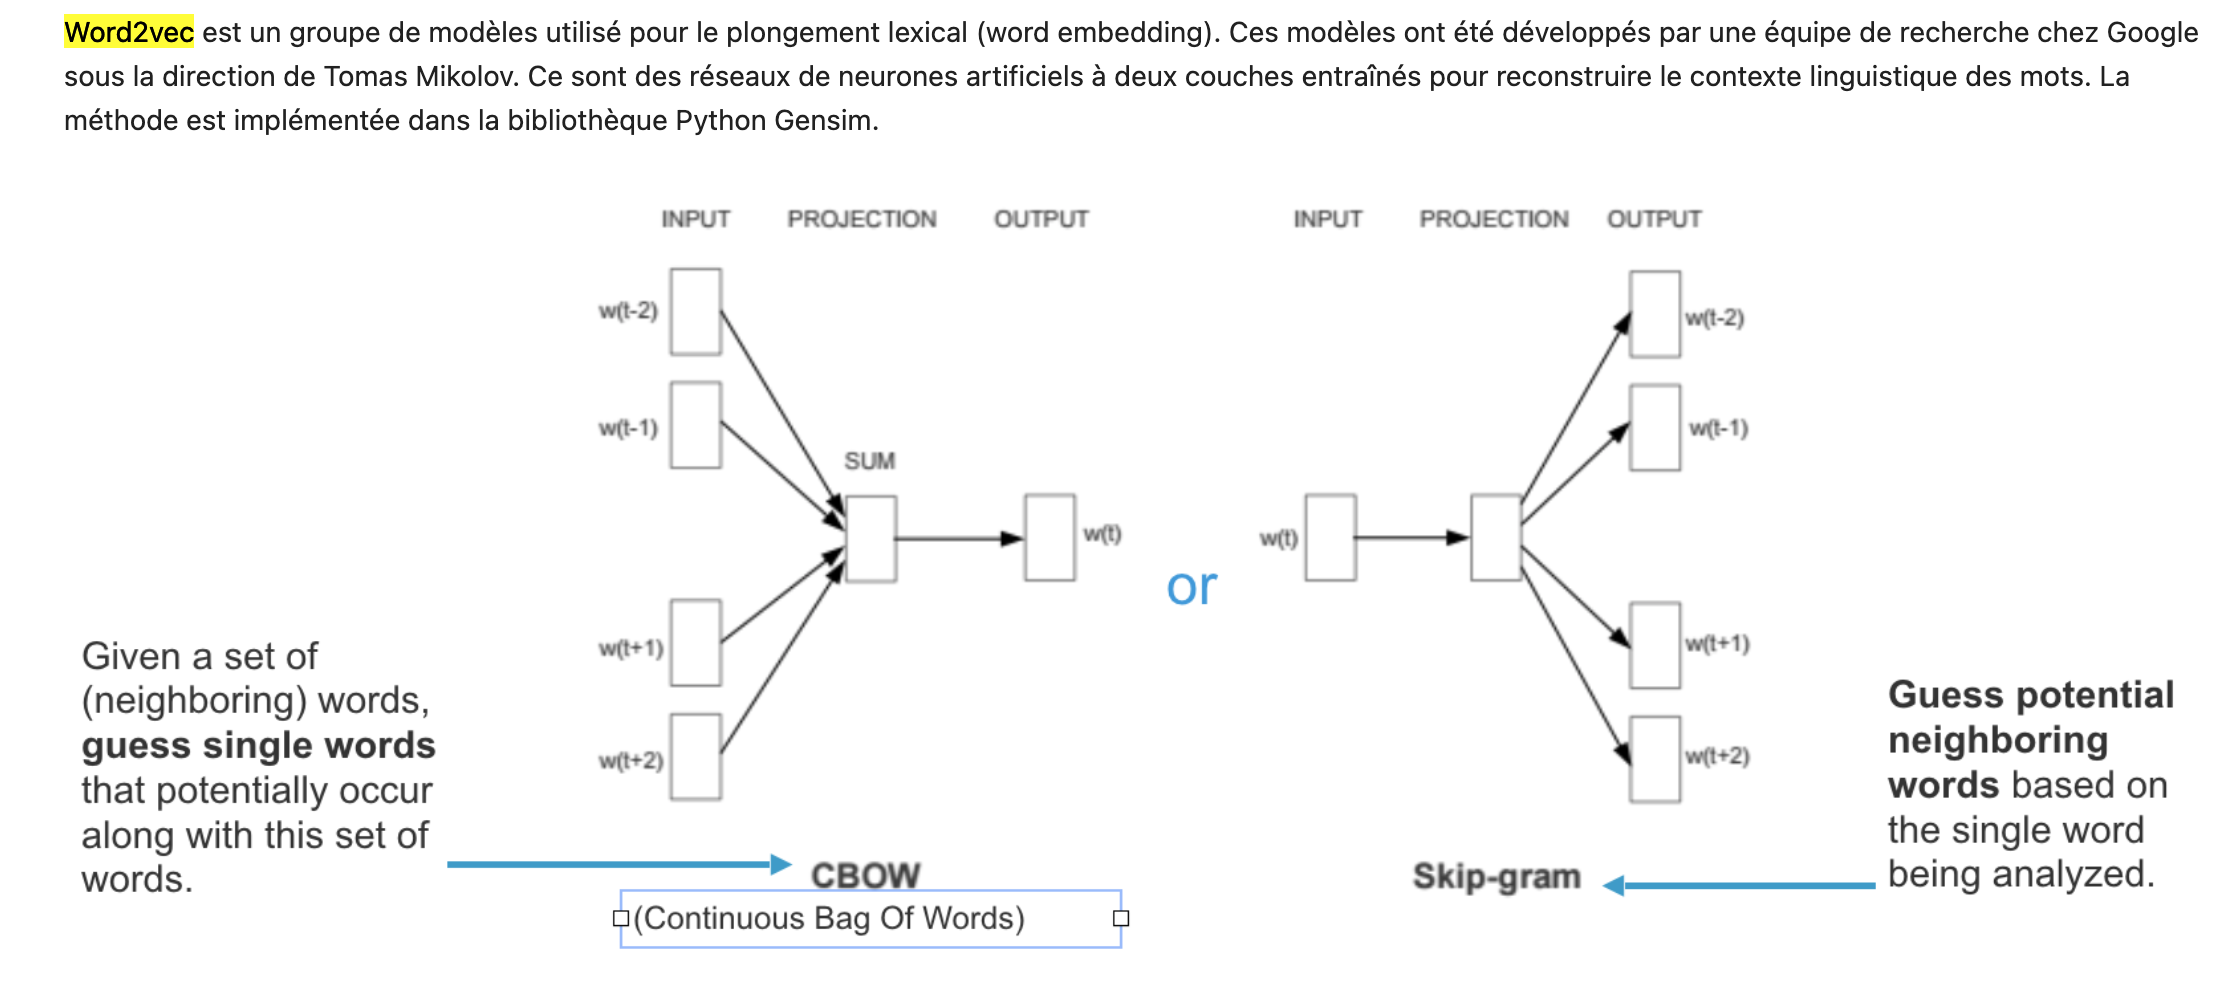 Word2vec est un groupe de modèles utilisé pour le plongement lexical (word embedding). Ces modèles ont été développés par une équipe de recherche chez Google
sous la direction de Tomas Mikolov. Ce sont des réseaux de neurones artificiels à deux couches entraînés pour reconstruire le contexte linguistique des mots. La
méthode est implémentée dans la bibliothèque Python Gensim.
INPUT PROJECTION OUTPUT
w(t-2)
w(t-1)
SUM
w(t)
w(t+1)
w(t+2)
Given a set of
(neighboring) words,
guess single words
that potentially occur
along with this set of
words.
CBOW
(Continuous Bag Of Words)
or
INPUT PROJECTION OUTPUT
w(t-2)
w(t-1)
w(t)
w(t+1)
w(t+2)
Skip-gram
Guess potential
neighboring
words based on
the single word
being analyzed.